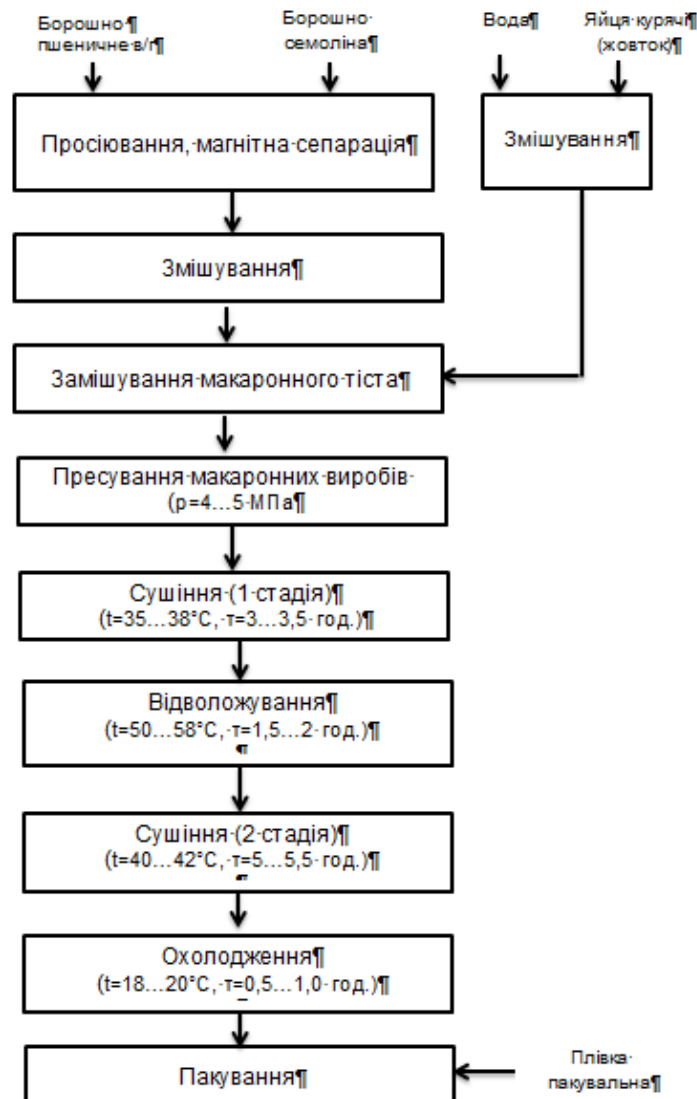 Борошно
пшеничне в/г
Борошно
семоліна
Вода
Яйця курячі
(жовток)
Просіювання, магнітна сепарація
Змішування
Змішування
Замішування макаронного тіста
Пресування макаронних виробів
(р=4...5 МПа
Сушіння (1 стадія)
(t=35...38°С, τ=3...3,5 год.)
Відволожування
(t=50...58°С, τ=1,5...2 год.)
Сушіння (2 стадія)
(t=40...42°С, τ=5...5,5 год.)
Охолодження
(t=18...20°С, τ=0,5...1,0 год.)
Пакування
Плівка
пакувальна